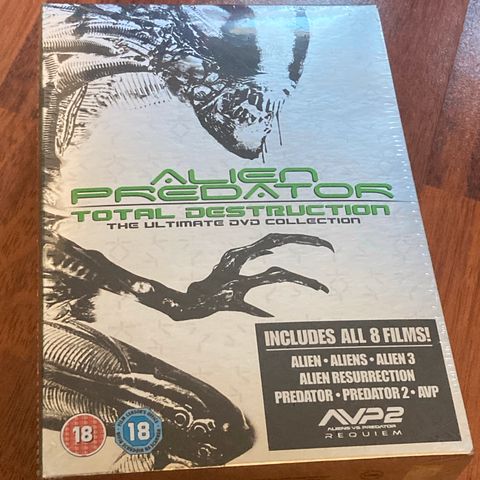 ALIEN
PREDATOR
TOTAL DESTRUCTION
THE ULTIMATE DVD COLLECTION
INCLUDES ALL 8 FILMS!
ALIEN • ALIENS • ALIEN 3
ALIEN RESURRECTION
PREDATOR • PREDATOR 2 • AVP
AVP2
ALIENS VS. PREDATOR
REQUIEM
18
18